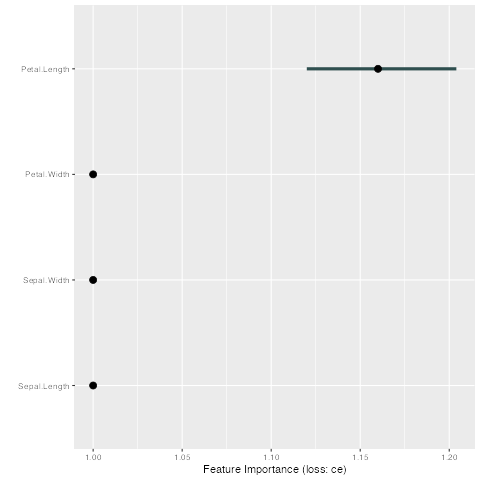 Petal.Length
Petal.Width
Sepal.Width
Sepal.Length
1.00 1.05 1.10 1.15 1.20
Feature Importance (loss: ce)